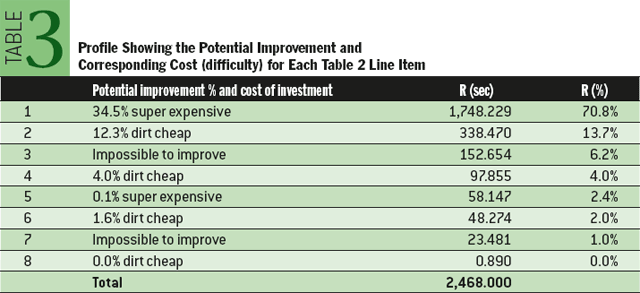 TABLE 3
Profile Showing the Potential Improvement and
Corresponding Cost (difficulty) for Each Table 2 Line Item
Potential improvement % and cost of investment R (sec) R (%)
1 34.5% super expensive 1,748.229 70.8%
2 12.3% dirt cheap 338.470 13.7%
3 Impossible to improve 152.654 6.2%
4 4.0% dirt cheap 97.855 4.0%
5 0.1% super expensive 58.147 2.4%
6 1.6% dirt cheap 48.274 2.0%
7 Impossible to improve 23.481 1.0%
8 0.0% dirt cheap 0.890 0.0%
Total 2,468.000